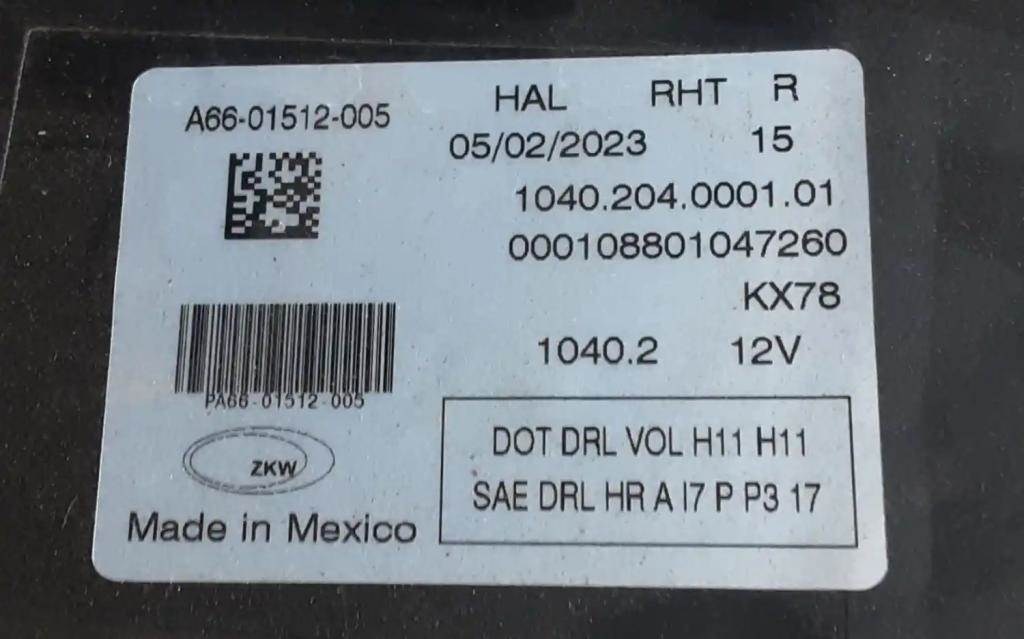 A66-01512-005
HAL RHT R
05/02/2023 15
1040.204.0001.01
000108801047260
KX78
1040.2 12V
PA66-01512-005
ZKW
Made in Mexico
DOT DRL VOL H11 H11
SAE DRL HR A I7 P P3 17